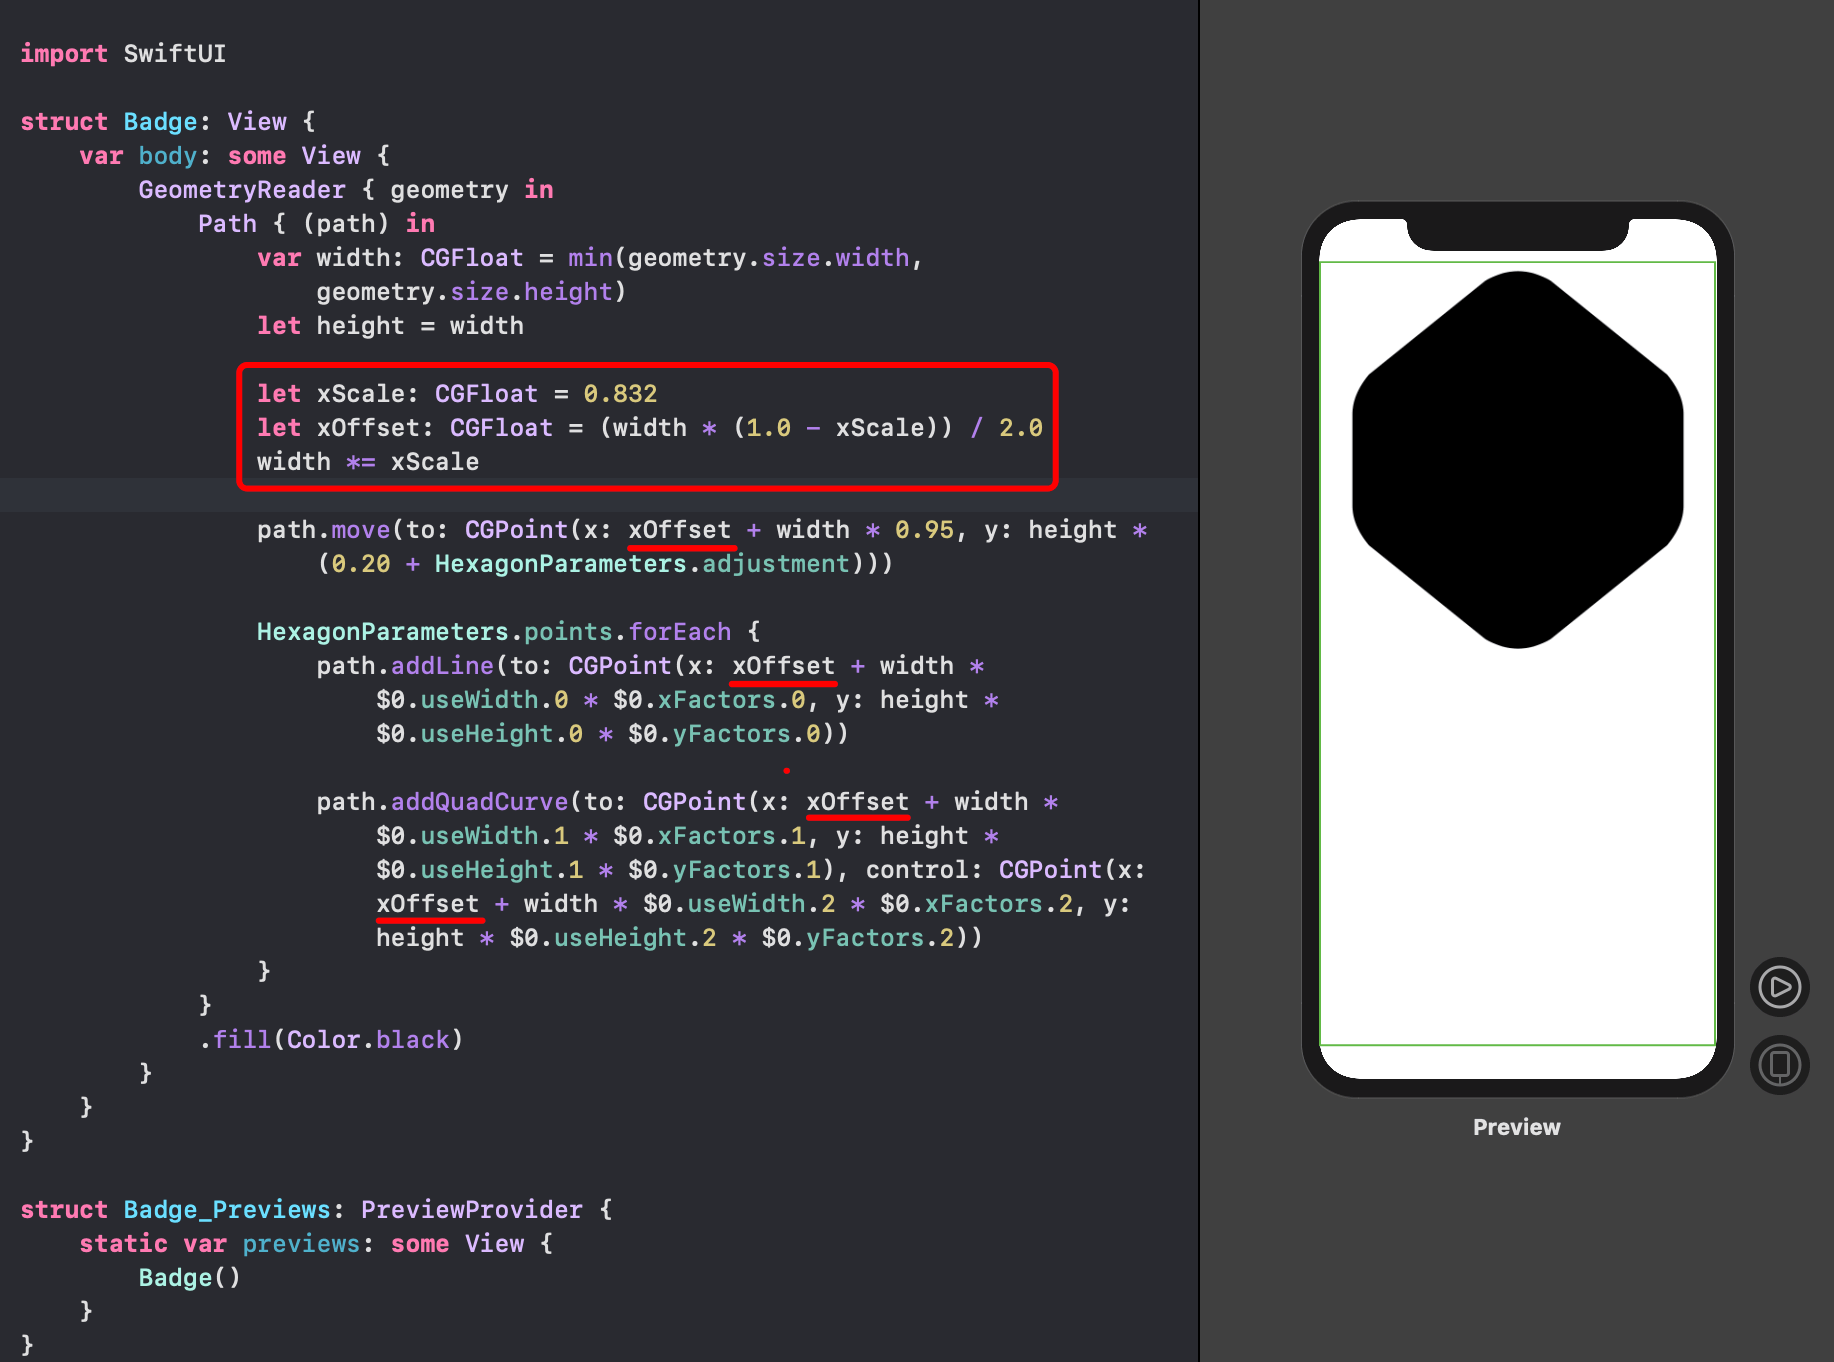 import SwiftUI
struct Badge: View {
var body: some View {
GeometryReader { geometry in
Path { (path) in
var width: CGFloat = min(geometry.size.width,
geometry.size.height)
let height = width
let xScale: CGFloat = 0.832
let xOffset: CGFloat = (width * (1.0 - xScale)) / 2.0
width *= xScale
path.move(to: CGPoint(x: xOffset + width * 0.95, y: height *
(0.20 + HexagonParameters.adjustment)))
HexagonParameters.points.forEach {
path.addLine(to: CGPoint(x: xOffset + width *
$0.useWidth.0 * $0.xFactors.0, y: height *
$0.useHeight.0 * $0.yFactors.0))
path.addQuadCurve(to: CGPoint(x: xOffset + width *
$0.useWidth.1 * $0.xFactors.1, y: height *
$0.useHeight.1 * $0.yFactors.1), control: CGPoint(x:
xOffset + width * $0.useWidth.2 * $0.xFactors.2, y:
height * $0.useHeight.2 * $0.yFactors.2))
}
}
.fill(Color.black)
}
}
}
struct Badge_Previews: PreviewProvider {
static var previews: some View {
Badge()
}
}
Preview